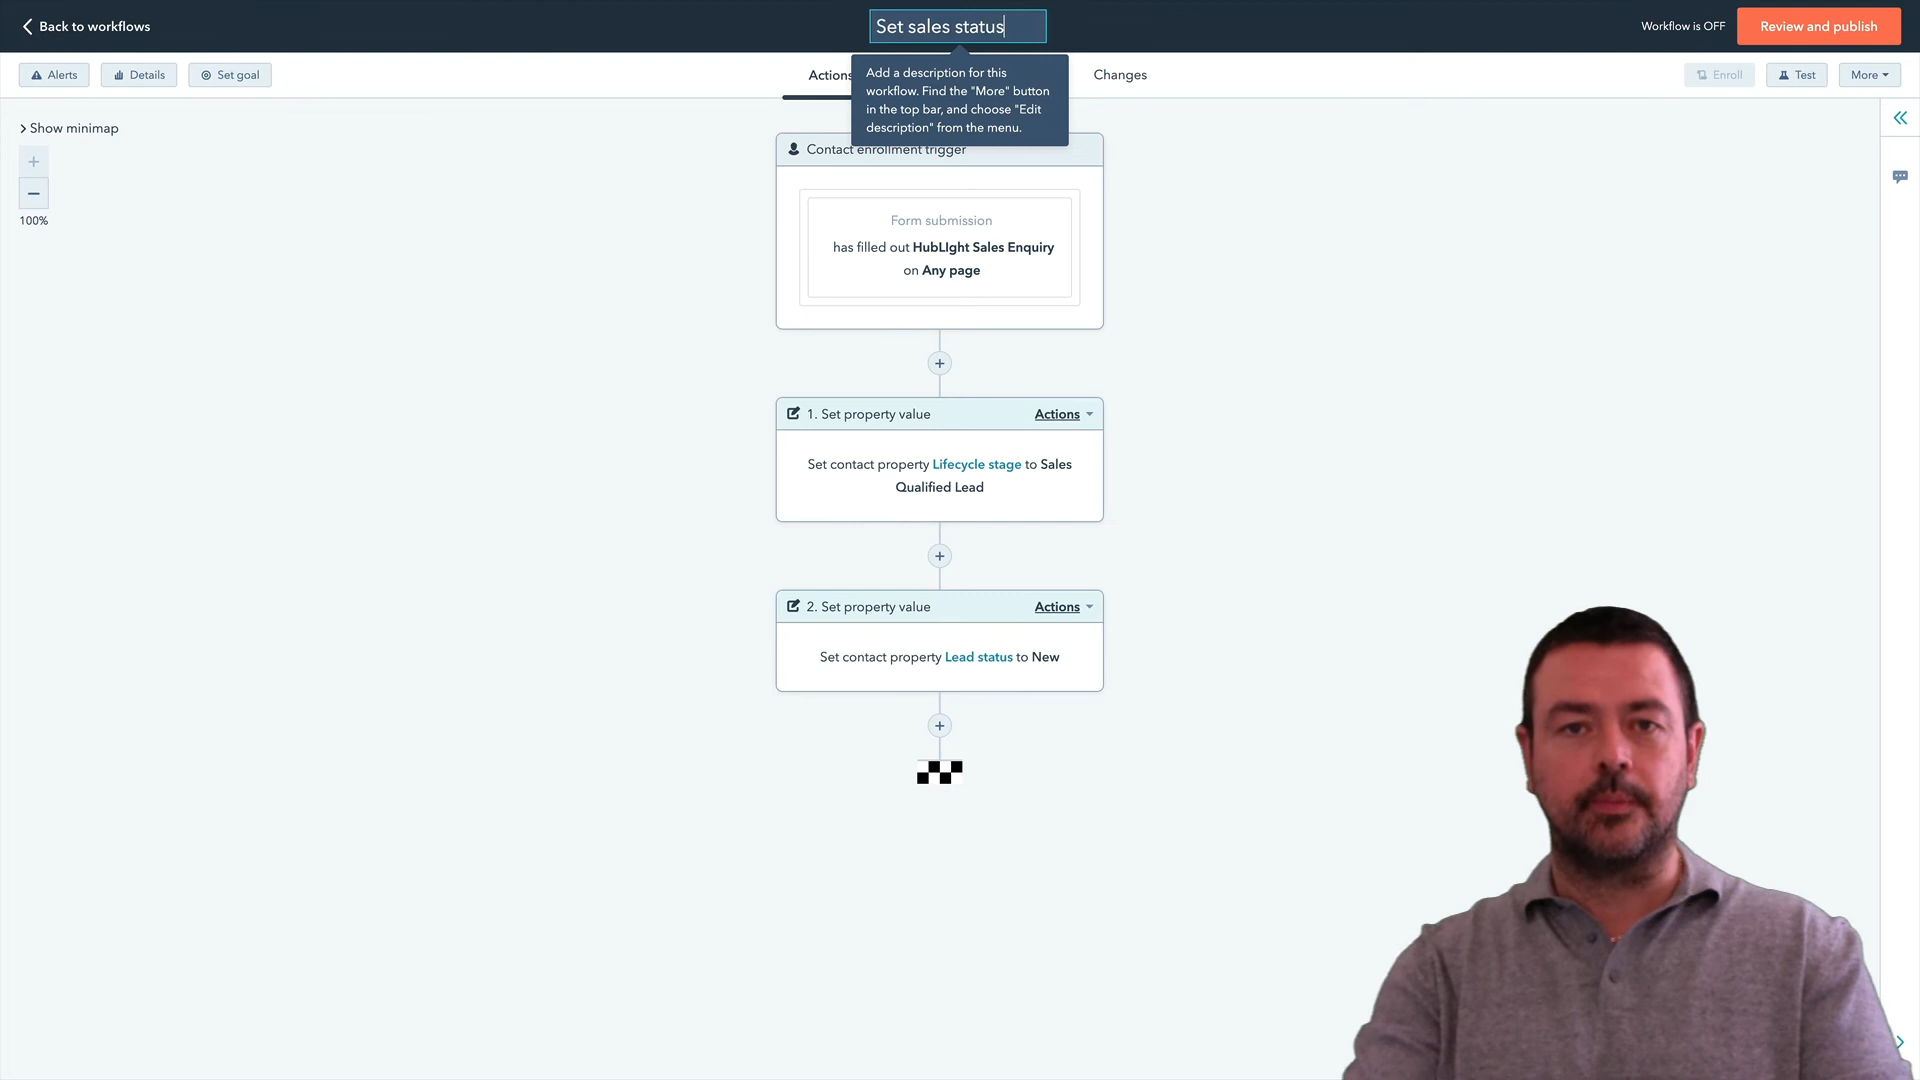 Back to workflows
Set sales status
Workflow is OFF
Review and publish
Alerts
Details
Set goal
Actions
Changes
Enroll
Test
More
Add a description for this
workflow. Find the "More" button
in the top bar, and choose "Edit
description" from the menu.
Show minimap
+
−
100%
Contact enrollment trigger
Form submission
has filled out HubLIght Sales Enquiry
on Any page
+
1. Set property value
Actions
Set contact property Lifecycle stage to Sales
Qualified Lead
+
2. Set property value
Actions
Set contact property Lead status to New
+